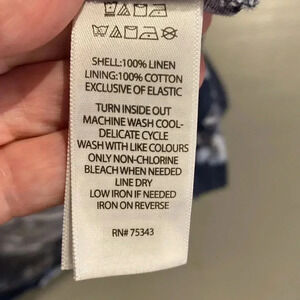 SHELL:100% LINEN
LINING:100% COTTON
EXCLUSIVE OF ELASTIC
TURN INSIDE OUT
MACHINE WASH COOL-
DELICATE CYCLE
WASH WITH LIKE COLOURS
ONLY NON-CHLORINE
BLEACH WHEN NEEDED
LINE DRY
LOW IRON IF NEEDED
IRON ON REVERSE
RN# 75343